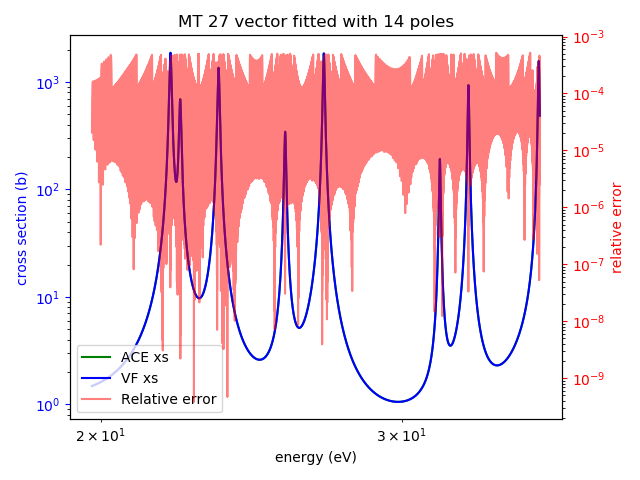 MT 27 vector fitted with 14 poles
10³
10²
10¹
10⁰
cross section (b)
10⁻³
10⁻⁴
10⁻⁵
10⁻⁶
10⁻⁷
10⁻⁸
10⁻⁹
relative error
ACE xs
VF xs
Relative error
2 × 10¹
3 × 10¹
energy (eV)